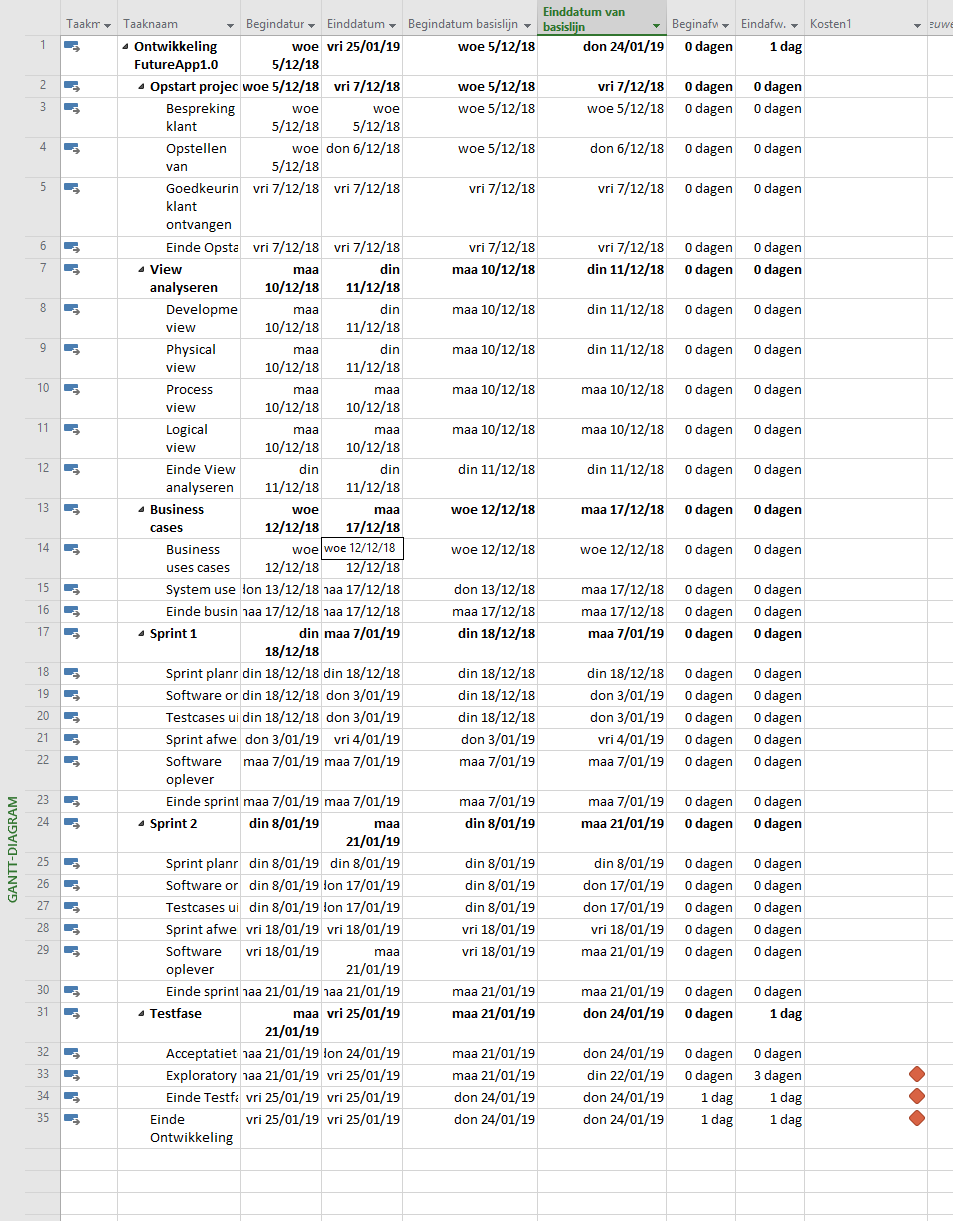 Taakm Taaknaam Begindatur Einddatum Begindatum basislijn Einddatum van basislijn Beginafw Eindafw. Kosten1
1 Ontwikkeling FutureApp1.0 woe 5/12/18 vri 25/01/19 woe 5/12/18 don 24/01/19 0 dagen 1 dag
2 Opstart projec woe 5/12/18 vri 7/12/18 woe 5/12/18 vri 7/12/18 0 dagen 0 dagen
3 Bespreking klant woe 5/12/18 woe 5/12/18 woe 5/12/18 woe 5/12/18 0 dagen 0 dagen
4 Opstellen van woe 5/12/18 don 6/12/18 woe 5/12/18 don 6/12/18 0 dagen 0 dagen
5 Goedkeurin klant ontvangen vri 7/12/18 vri 7/12/18 vri 7/12/18 vri 7/12/18 0 dagen 0 dagen
6 Einde Opsta vri 7/12/18 vri 7/12/18 vri 7/12/18 vri 7/12/18 0 dagen 0 dagen
7 View analyseren maa 10/12/18 din 11/12/18 maa 10/12/18 din 11/12/18 0 dagen 0 dagen
8 Developme view maa 10/12/18 din 11/12/18 maa 10/12/18 din 11/12/18 0 dagen 0 dagen
9 Physical view maa 10/12/18 din 11/12/18 maa 10/12/18 din 11/12/18 0 dagen 0 dagen
10 Process view maa 10/12/18 maa 10/12/18 maa 10/12/18 maa 10/12/18 0 dagen 0 dagen
11 Logical view maa 10/12/18 maa 10/12/18 maa 10/12/18 maa 10/12/18 0 dagen 0 dagen
12 Einde View analyseren din 11/12/18 din 11/12/18 din 11/12/18 din 11/12/18 0 dagen 0 dagen
13 Business cases woe 12/12/18 maa 17/12/18 woe 12/12/18 maa 17/12/18 0 dagen 0 dagen
14 Business uses cases woe 12/12/18 woe 12/12/18 12/12/18 woe 12/12/18 woe 12/12/18 0 dagen 0 dagen
15 System use don 13/12/18 maa 17/12/18 don 13/12/18 maa 17/12/18 0 dagen 0 dagen
16 Einde busin maa 17/12/18 maa 17/12/18 maa 17/12/18 maa 17/12/18 0 dagen 0 dagen
17 Sprint 1 din 18/12/18 maa 7/01/19 din 18/12/18 maa 7/01/19 0 dagen 0 dagen
18 Sprint planr din 18/12/18 din 18/12/18 din 18/12/18 din 18/12/18 0 dagen 0 dagen
19 Software or din 18/12/18 don 3/01/19 din 18/12/18 don 3/01/19 0 dagen 0 dagen
20 Testcases ui din 18/12/18 don 3/01/19 din 18/12/18 don 3/01/19 0 dagen 0 dagen
21 Sprint afwe don 3/01/19 vri 4/01/19 don 3/01/19 vri 4/01/19 0 dagen 0 dagen
22 Software oplever maa 7/01/19 maa 7/01/19 maa 7/01/19 maa 7/01/19 0 dagen 0 dagen
23 Einde sprint maa 7/01/19 maa 7/01/19 maa 7/01/19 maa 7/01/19 0 dagen 0 dagen
24 Sprint 2 din 8/01/19 maa 21/01/19 din 8/01/19 maa 21/01/19 0 dagen 0 dagen
25 Sprint planr din 8/01/19 din 8/01/19 din 8/01/19 din 8/01/19 0 dagen 0 dagen
26 Software or din 8/01/19 don 17/01/19 din 8/01/19 don 17/01/19 0 dagen 0 dagen
27 Testcases ui din 8/01/19 don 17/01/19 din 8/01/19 don 17/01/19 0 dagen 0 dagen
28 Sprint afwe vri 18/01/19 vri 18/01/19 vri 18/01/19 vri 18/01/19 0 dagen 0 dagen
29 Software oplever vri 18/01/19 maa 21/01/19 vri 18/01/19 maa 21/01/19 0 dagen 0 dagen
30 Einde sprint maa 21/01/19 maa 21/01/19 maa 21/01/19 maa 21/01/19 0 dagen 0 dagen
31 Testfase maa 21/01/19 vri 25/01/19 maa 21/01/19 don 24/01/19 0 dagen 1 dag
32 Acceptatiet maa 21/01/19 don 24/01/19 maa 21/01/19 don 24/01/19 0 dagen 0 dagen
33 Exploratory maa 21/01/19 vri 25/01/19 maa 21/01/19 din 22/01/19 0 dagen 3 dagen
34 Einde Testfa vri 25/01/19 vri 25/01/19 don 24/01/19 don 24/01/19 1 dag 1 dag
35 Einde Ontwikkeling vri 25/01/19 vri 25/01/19 don 24/01/19 don 24/01/19 1 dag 1 dag
GANTT-DIAGRAM